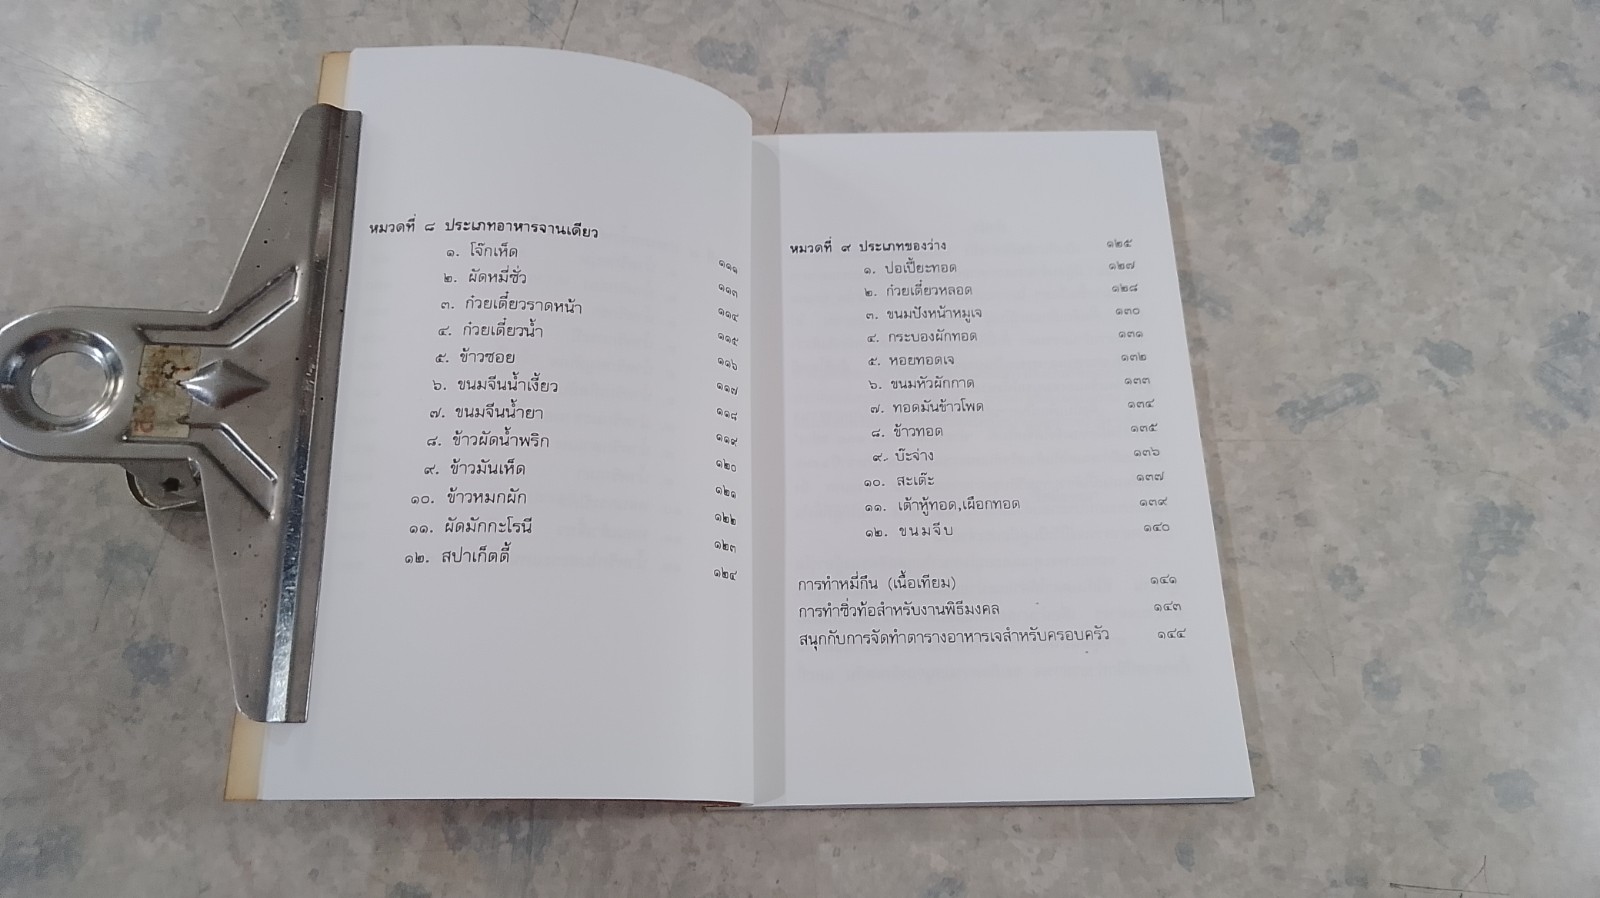 หมวดที่ ๘ ประเภทอาหารจานเดียว ๑๑๑
๑. โจ๊กเห็ด ๑๑๓
๒. ผัดหมี่ซั่ว ๑๑๔
๓. ก๋วยเตี๋ยวราดหน้า ๑๑๕
๔. ก๋วยเตี๋ยวน้ำ ๑๑๖
๕. ข้าวซอย ๑๑๗
๖. ขนมจีนน้ำเงี้ยว ๑๑๘
๗. ขนมจีนน้ำยา ๑๑๙
๘. ข้าวผัดน้ำพริก ๑๒๐
๙. ข้าวมันเห็ด ๑๒๑
๑๐. ข้าวหมกผัก ๑๒๒
๑๑. ผัดมักกะโรนี ๑๒๓
๑๒. สปาเก็ตตี้ ๑๒๔
หมวดที่ ๙ ประเภทของว่าง ๑๒๕
๑. ปอเปี๊ยะทอด ๑๒๗
๒. ก๋วยเตี่ยวหลอด ๑๒๘
๓. ขนมปังหน้าหมูเจ ๑๓๐
๔. กระบองผักทอด ๑๓๑
๕. หอยทอดเจ ๑๓๒
๖. ขนมหัวผักกาด ๑๓๓
๗. ทอดมันข้าวโพด ๑๓๔
๘. ข้าวทอด ๑๓๕
๙. บ๊ะจ่าง ๑๓๖
๑๐. สะเต๊ะ ๑๓๗
๑๑. เต้าหู้ทอด,เผือกทอด ๑๓๙
๑๒. ขนมจีบ ๑๔๐
การทำหมี่กึน (เนื้อเทียม) ๑๔๑
การทำซิ่วท้อสำหรับงานพิธีมงคล ๑๔๓
สนุกกับการจัดทำตารางอาหารเจสำหรับครอบครัว ๑๔๔